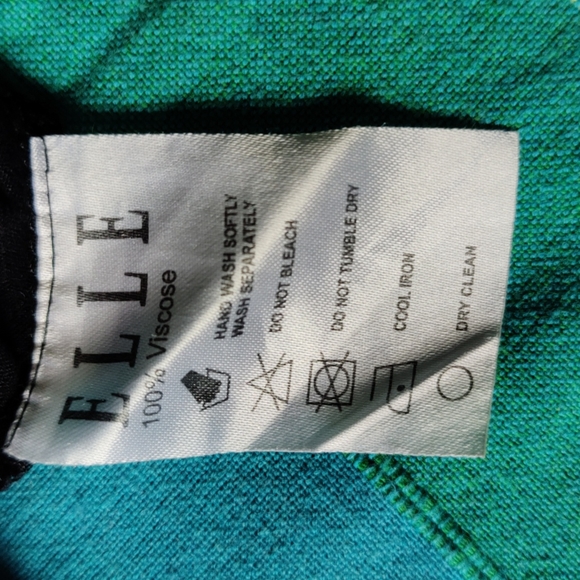 ELLE
100% Viscose
HAND WASH SOFTLY
WASH SEPARATELY
DO NOT BLEACH
DO NOT TUMBLE DRY
COOL IRON
DRY CLEAN